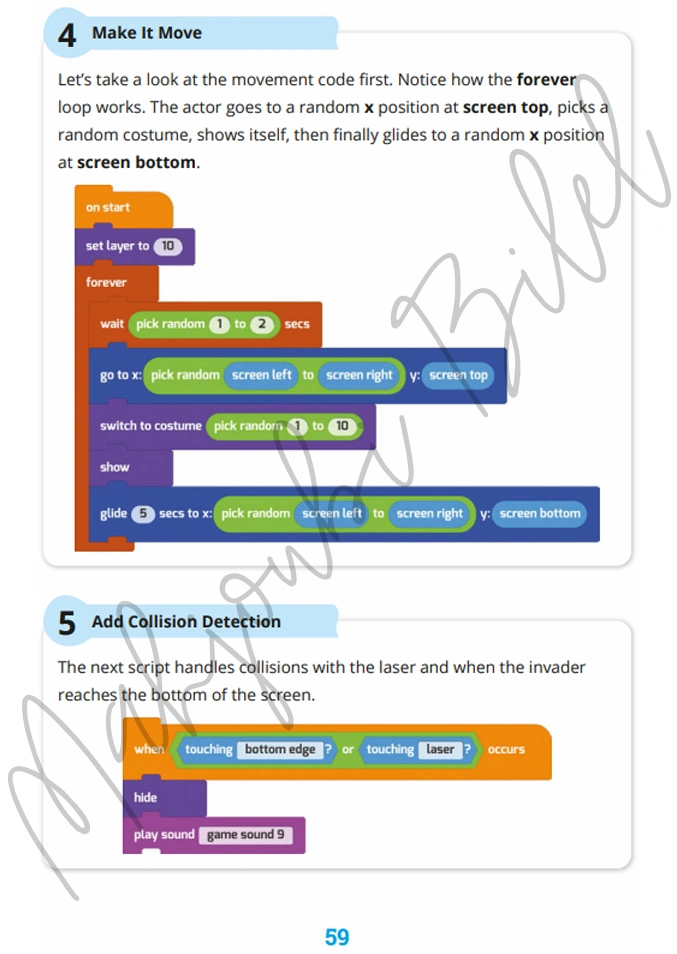 4 Make It Move
Let's take a look at the movement code first. Notice how the forever
loop works. The actor goes to a random x position at screen top, picks a
random costume, shows itself, then finally glides to a random x position
at screen bottom.
on start
set layer to 10
forever
wait pick random 1 to 2 secs
go to x: pick random screen left to screen right y: screen top
switch to costume pick random 1 to 10
show
glide 5 secs to x: pick random screen left to screen right y: screen bottom
5 Add Collision Detection
The next script handles collisions with the laser and when the invader
reaches the bottom of the screen.
when touching bottom edge ? or touching laser ? occurs
hide
play sound game sound 9
59
Mahjoubi Bilel